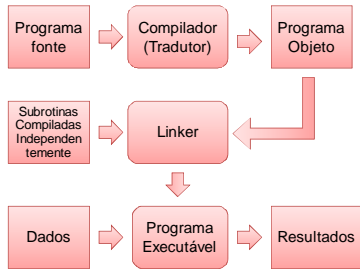 Programa
fonte
Compilador
(Tradutor)
Programa
Objeto
Subrotinas
Compiladas
Independen
temente
Linker
Dados
Programa
Executável
Resultados